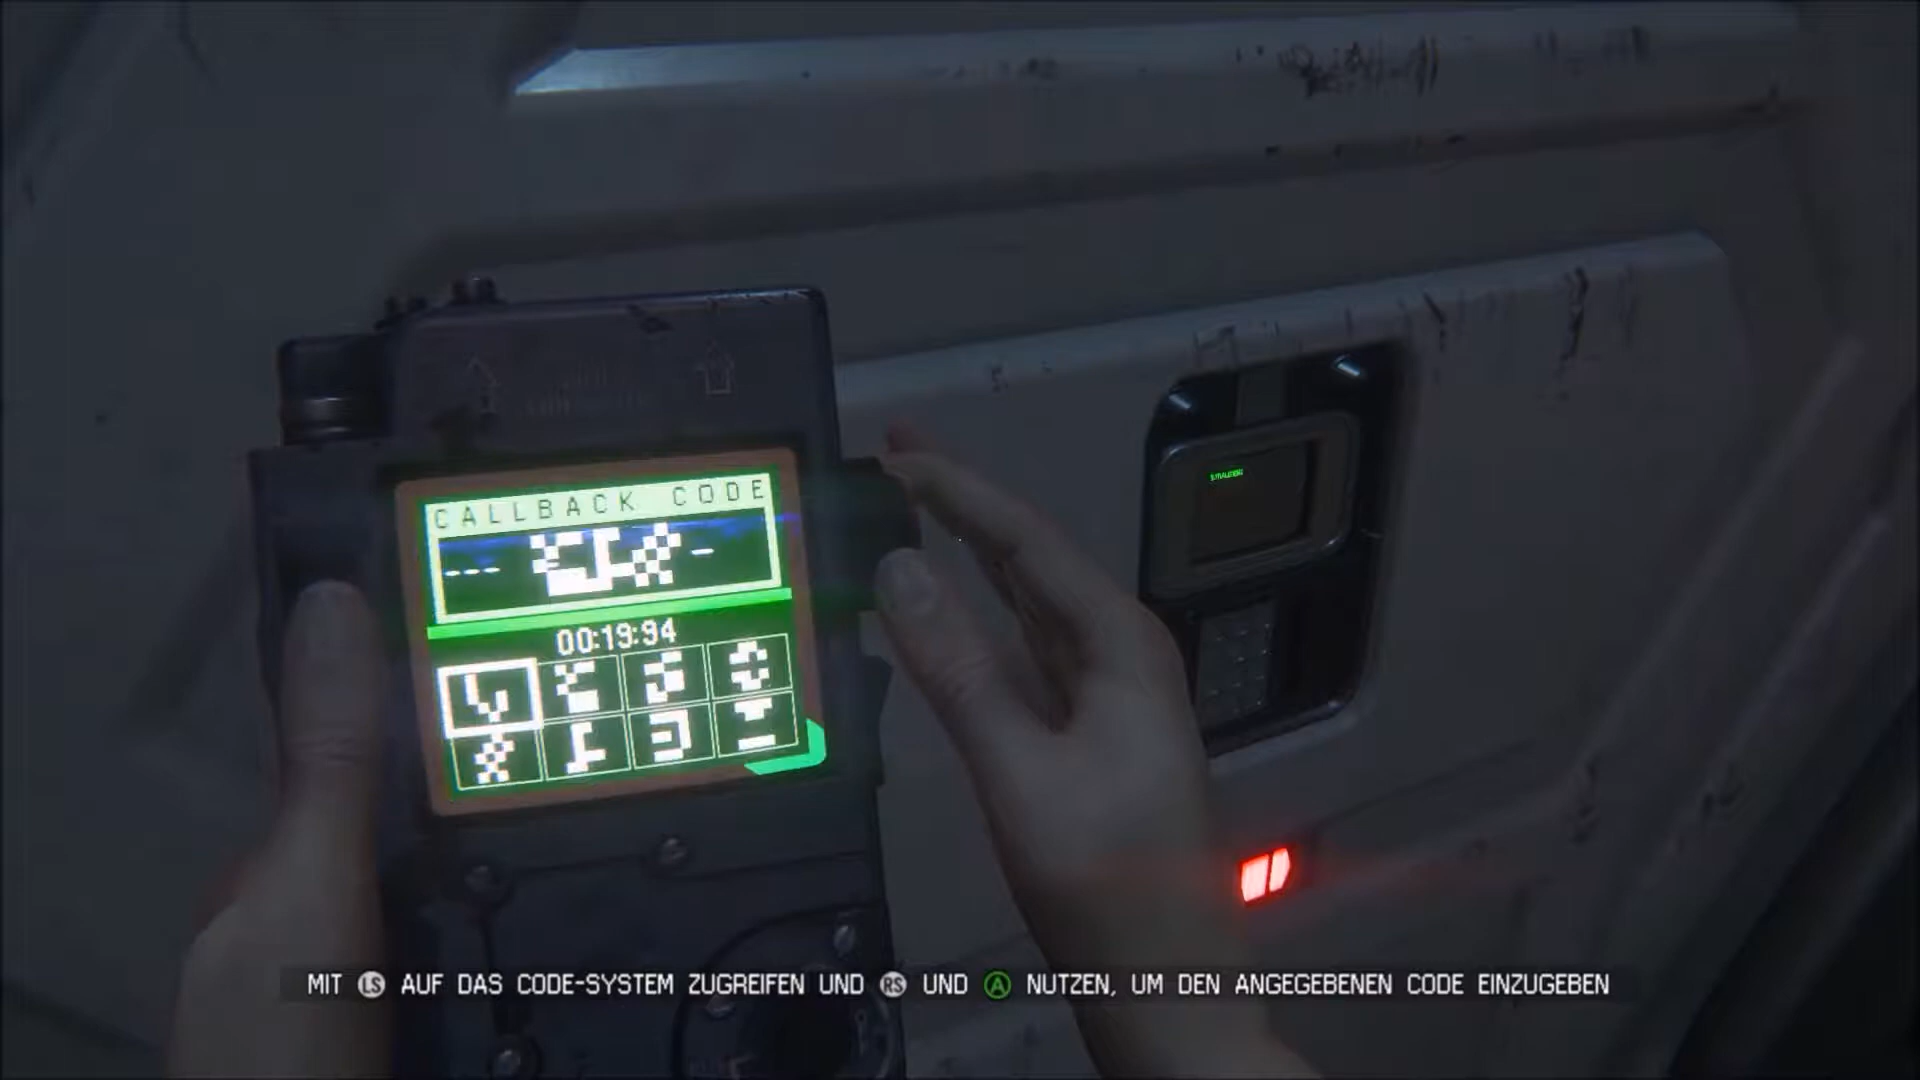 CALLBACK CODE
00:19:94
MIT LS AUF DAS CODE-SYSTEM ZUGREIFEN UND RS UND A NUTZEN, UM DEN ANGEGEBENEN CODE EINZUGEBEN